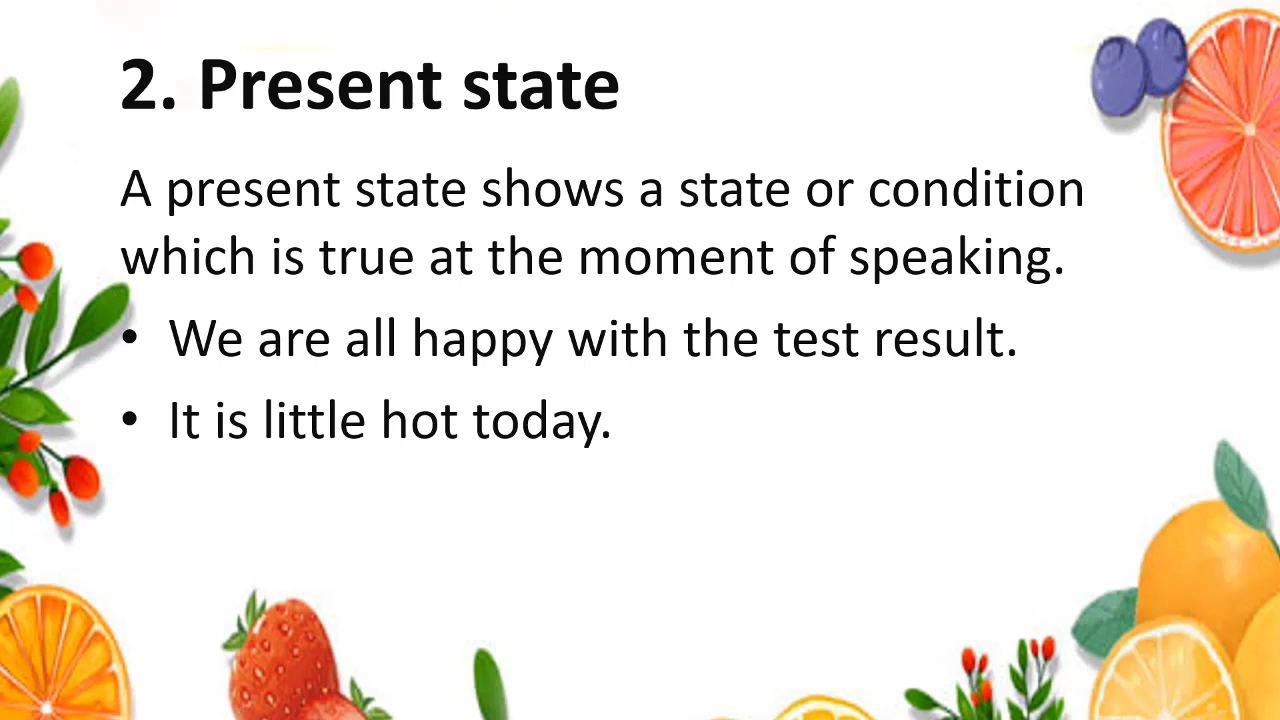 2. Present state
A present state shows a state or condition
which is true at the moment of speaking.
• We are all happy with the test result.
• It is little hot today.